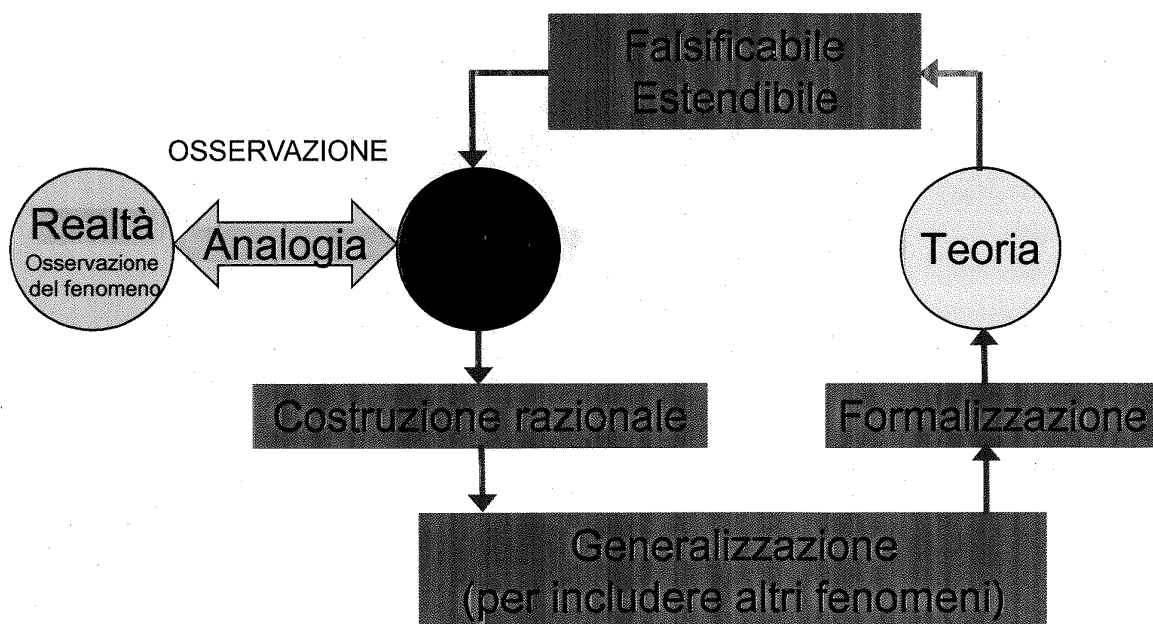 Falsificabile
Estendibile
OSSERVAZIONE
Realtà
Osservazione
del fenomeno
Analogia
Teoria
Costruzione razionale
Formalizzazione
Generalizzazione
(per includere altri fenomeni)